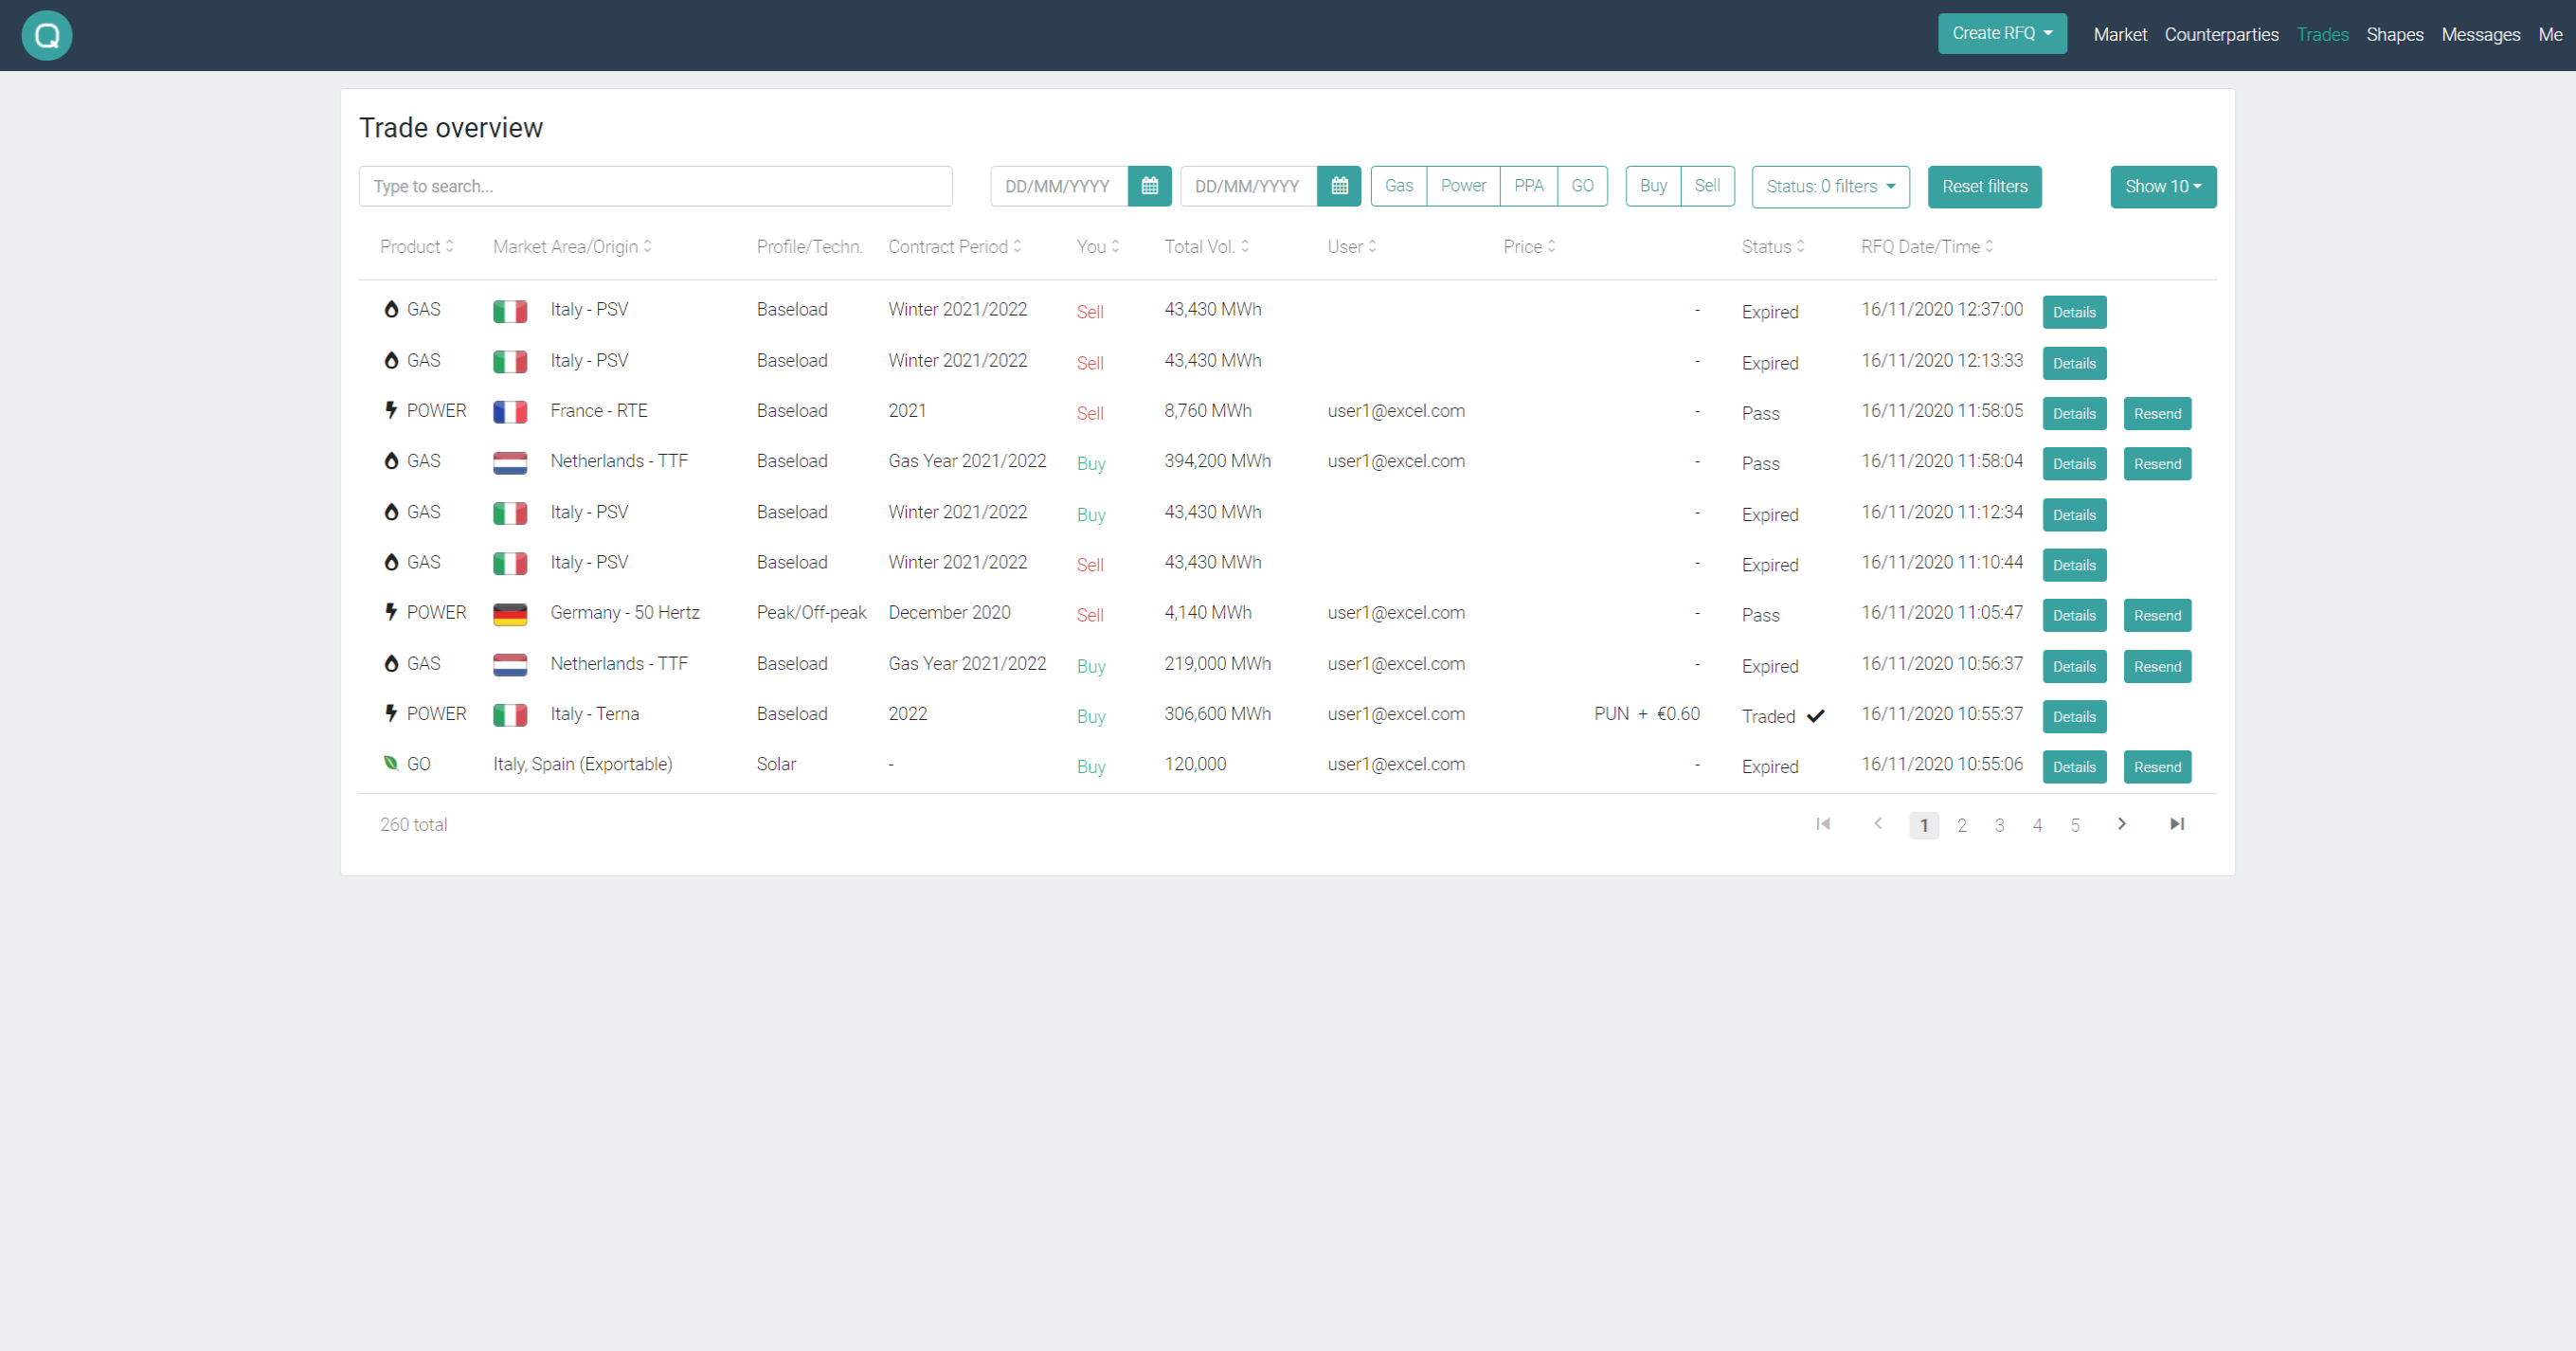 Q
Create RFQ Market Counterparties Trades Shapes Messages Me
Trade overview
Type to search... DD/MM/YYYY DD/MM/YYYY Gas Power PPA GO Buy Sell Status: 0 filters Reset filters Show 10
Product Market Area/Origin Profile/Techn. Contract Period You Total Vol. User Price Status RFQ Date/Time
GAS Italy - PSV Baseload Winter 2021/2022 Sell 43,430 MWh - Expired 16/11/2020 12:37:00 Details
GAS Italy - PSV Baseload Winter 2021/2022 Sell 43,430 MWh - Expired 16/11/2020 12:13:33 Details
POWER France - RTE Baseload 2021 Sell 8,760 MWh user1@excel.com - Pass 16/11/2020 11:58:05 Details Resend
GAS Netherlands - TTF Baseload Gas Year 2021/2022 Buy 394,200 MWh user1@excel.com - Pass 16/11/2020 11:58:04 Details Resend
GAS Italy - PSV Baseload Winter 2021/2022 Buy 43,430 MWh - Expired 16/11/2020 11:12:34 Details
GAS Italy - PSV Baseload Winter 2021/2022 Sell 43,430 MWh - Expired 16/11/2020 11:10:44 Details
POWER Germany - 50 Hertz Peak/Off-peak December 2020 Sell 4,140 MWh user1@excel.com - Pass 16/11/2020 11:05:47 Details Resend
GAS Netherlands - TTF Baseload Gas Year 2021/2022 Buy 219,000 MWh user1@excel.com - Expired 16/11/2020 10:56:37 Details Resend
POWER Italy - Terna Baseload 2022 Buy 306,600 MWh user1@excel.com PUN + €0.60 Traded 16/11/2020 10:55:37 Details
GO Italy, Spain (Exportable) Solar - Buy 120,000 user1@excel.com - Expired 16/11/2020 10:55:06 Details Resend
260 total 1 2 3 4 5